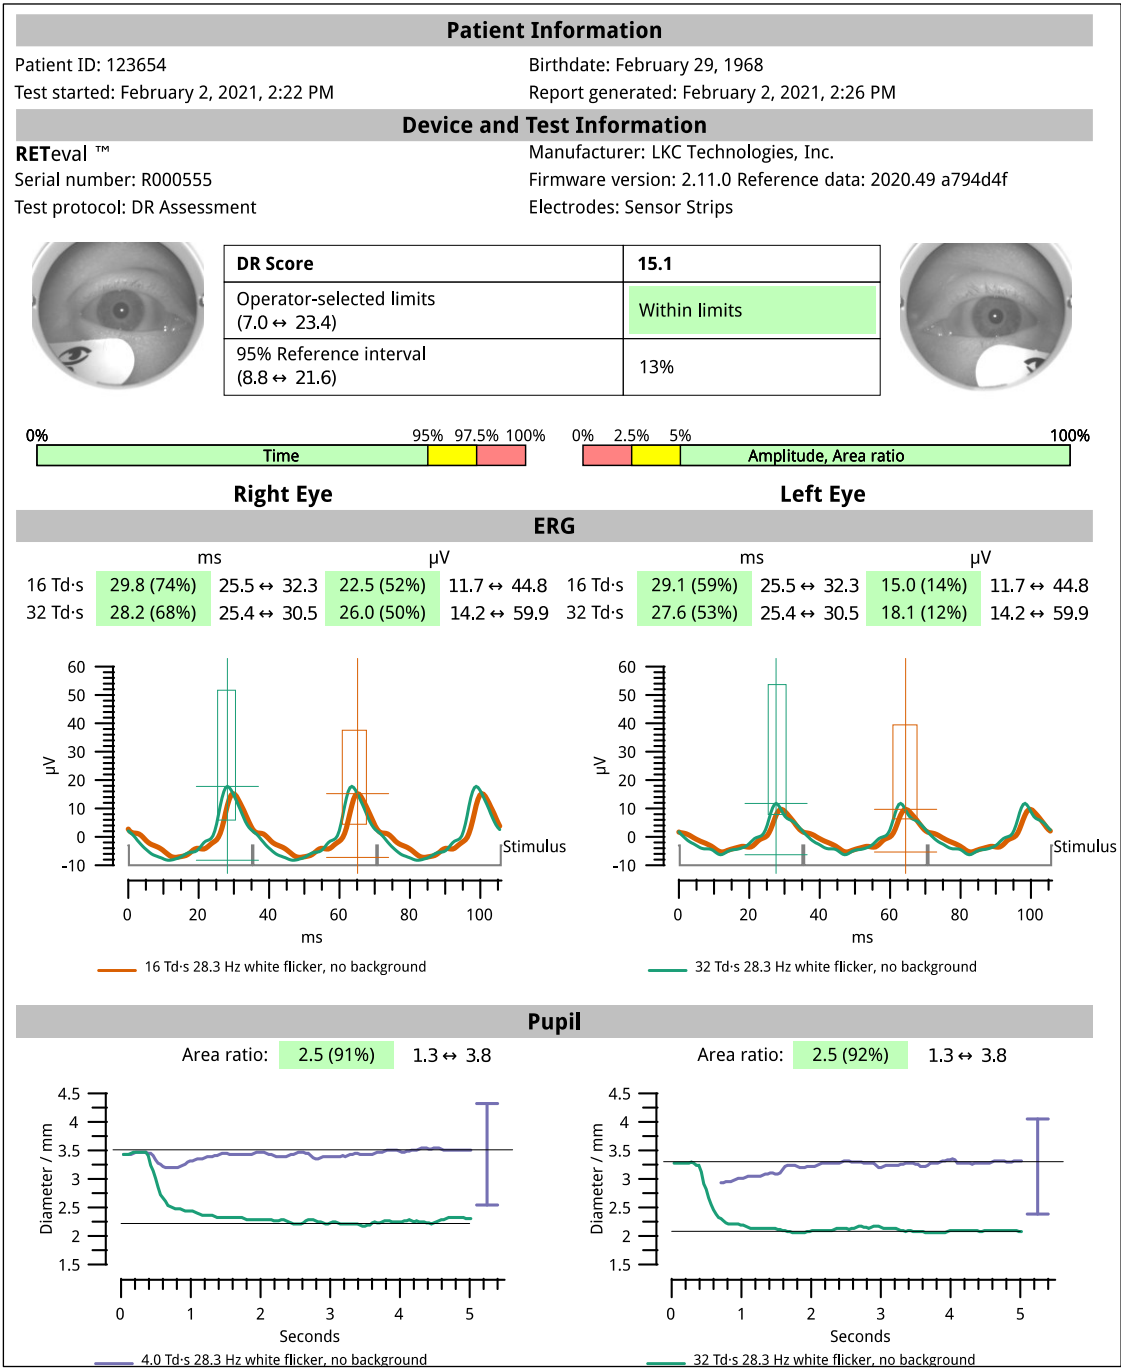 Patient Information
Patient ID: 123654 Birthdate: February 29, 1968
Test started: February 2, 2021, 2:22 PM Report generated: February 2, 2021, 2:26 PM
Device and Test Information
RETeval ™ Manufacturer: LKC Technologies, Inc.
Serial number: R000555 Firmware version: 2.11.0 Reference data: 2020.49 a794d4f
Test protocol: DR Assessment Electrodes: Sensor Strips
DR Score 15.1
Operator-selected limits
(7.0 ↔ 23.4) Within limits
95% Reference interval
(8.8 ↔ 21.6) 13%
0% 95% 97.5% 100% 0% 2.5% 5% 100%
Time Amplitude, Area ratio
Right Eye Left Eye
ERG
ms µV ms µV
16 Td·s 29.8 (74%) 25.5 ↔ 32.3 22.5 (52%) 11.7 ↔ 44.8 16 Td·s 29.1 (59%) 25.5 ↔ 32.3 15.0 (14%) 11.7 ↔ 44.8
32 Td·s 28.2 (68%) 25.4 ↔ 30.5 26.0 (50%) 14.2 ↔ 59.9 32 Td·s 27.6 (53%) 25.4 ↔ 30.5 18.1 (12%) 14.2 ↔ 59.9
60 60
50 50
40 40
30 30
µV µV
20 20
10 10
0 0
Stimulus Stimulus
-10 -10
0 20 40 60 80 100 0 20 40 60 80 100
ms ms
16 Td·s 28.3 Hz white flicker, no background 32 Td·s 28.3 Hz white flicker, no background
Pupil
Area ratio: 2.5 (91%) 1.3 ↔ 3.8 Area ratio: 2.5 (92%) 1.3 ↔ 3.8
4.5 4.5
4 4
3.5 3.5
Diameter / mm Diameter / mm
3 3
2.5 2.5
2 2
1.5 1.5
0 1 2 3 4 5 0 1 2 3 4 5
Seconds Seconds
4.0 Td·s 28.3 Hz white flicker, no background 32 Td·s 28.3 Hz white flicker, no background